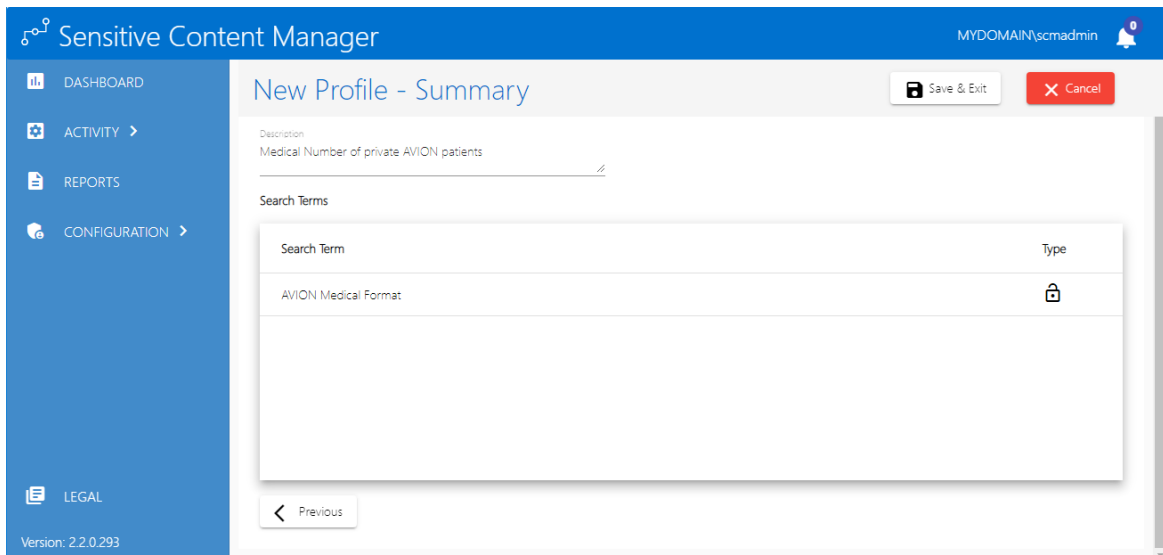 Sensitive Content Manager
MYDOMAIN\scmadmin
0
DASHBOARD
ACTIVITY
REPORTS
CONFIGURATION
LEGAL
Version: 2.2.0.293
New Profile - Summary
Save & Exit
Cancel
Description
Medical Number of private AVION patients
Search Terms
Search Term Type
AVION Medical Format
Previous